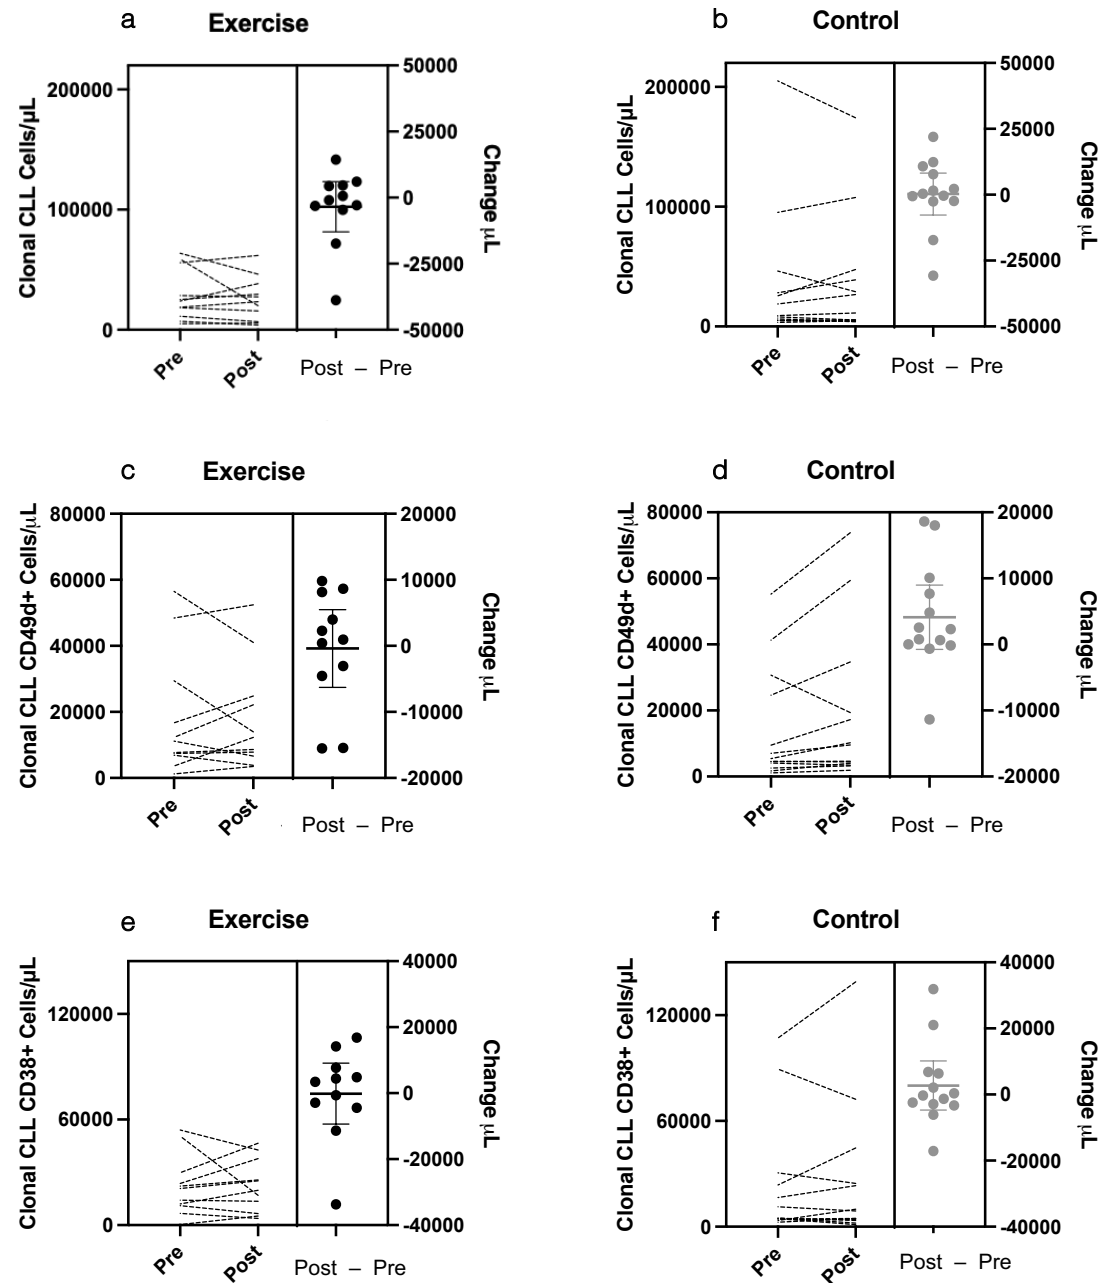 a
Exercise
Clonal CLL Cells/µL
200000
100000
0
50000
25000
0
-25000
-50000
Change µL
Pre
Post
Post – Pre
b
Control
Clonal CLL Cells/µL
200000
100000
0
50000
25000
0
-25000
-50000
Change µL
Pre
Post
Post – Pre
c
Exercise
Clonal CLL CD49d+ Cells/µL
80000
60000
40000
20000
0
20000
10000
0
-10000
-20000
Change µL
Pre
Post
Post – Pre
d
Control
Clonal CLL CD49d+ Cells/µL
80000
60000
40000
20000
0
20000
10000
0
-10000
-20000
Change µL
Pre
Post
Post – Pre
e
Exercise
Clonal CLL CD38+ Cells/µL
120000
60000
0
40000
20000
0
-20000
-40000
Change µL
Pre
Post
Post – Pre
f
Control
Clonal CLL CD38+ Cells/µL
120000
60000
0
40000
20000
0
-20000
-40000
Change µL
Pre
Post
Post – Pre